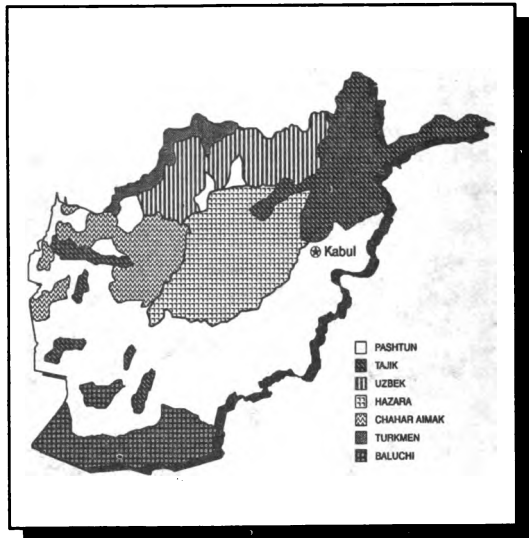 Kabul
PASHTUN
TAJIK
UZBEK
HAZARA
CHAHAR AIMAK
TURKMEN
BALUCHI